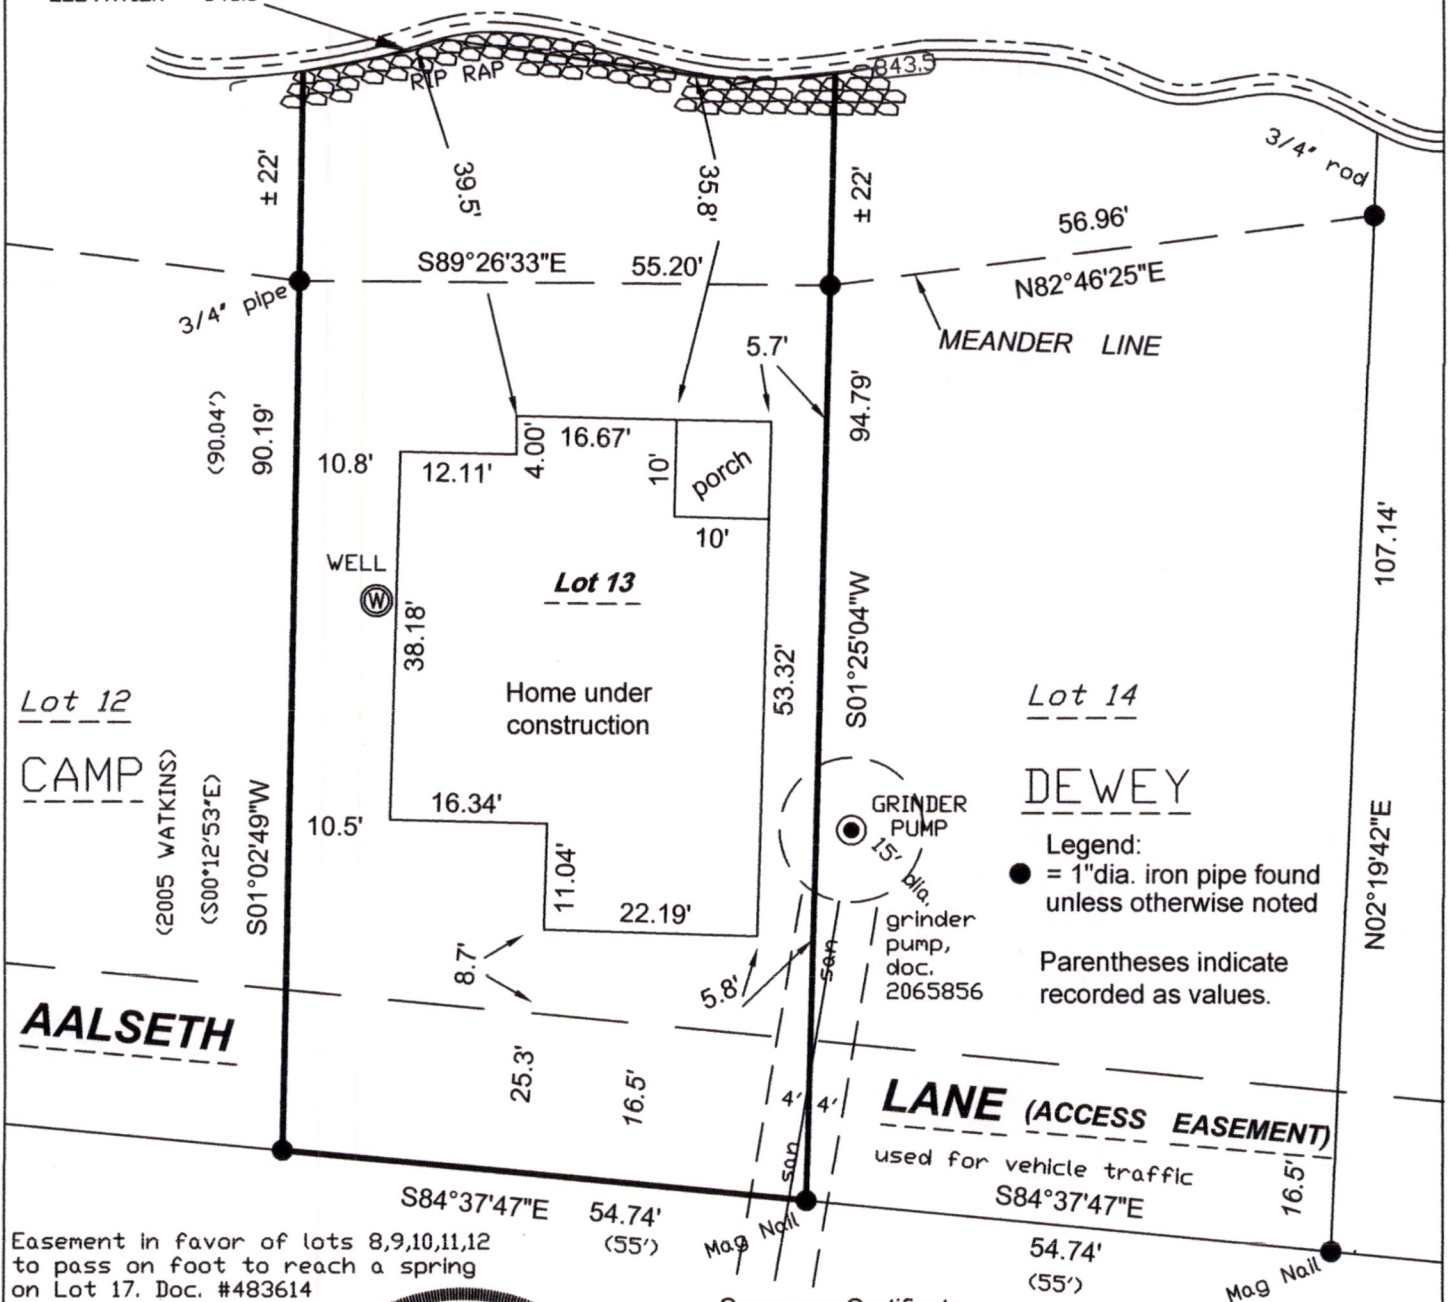 843.5
RIP RAP
3/4" rod
± 22'
39.5'
35.8'
± 22'
56.96'
S89°26'33"E 55.20'
N82°46'25"E
3/4" pipe
5.7'
MEANDER LINE
(90.04')
90.19'
94.79'
10.8'
12.11'
4.00'
16.67'
10'
porch
10'
107.14'
WELL
W
Lot 13
38.18'
S01°25'04"W
53.32'
Home under
construction
Lot 12
CAMP
Lot 14
DEWEY
(2005 WATKINS)
(S00°12'53"E)
S01°02'49"W
10.5'
16.34'
11.04'
22.19'
GRINDER
PUMP
15' dia.
grinder
pump,
doc.
2065856
Legend:
= 1"dia. iron pipe found
unless otherwise noted
Parentheses indicate
recorded as values.
N02°19'42"E
8.7'
5.8'
san
AALSETH
25.3'
16.5'
4' 4'
LANE (ACCESS EASEMENT)
used for vehicle traffic
san
16.5'
S84°37'47"E 54.74'
(55')
Mag Nail
S84°37'47"E
54.74'
(55')
Mag Nail
Easement in favor of lots 8,9,10,11,12
to pass on foot to reach a spring
on Lot 17. Doc. #483614